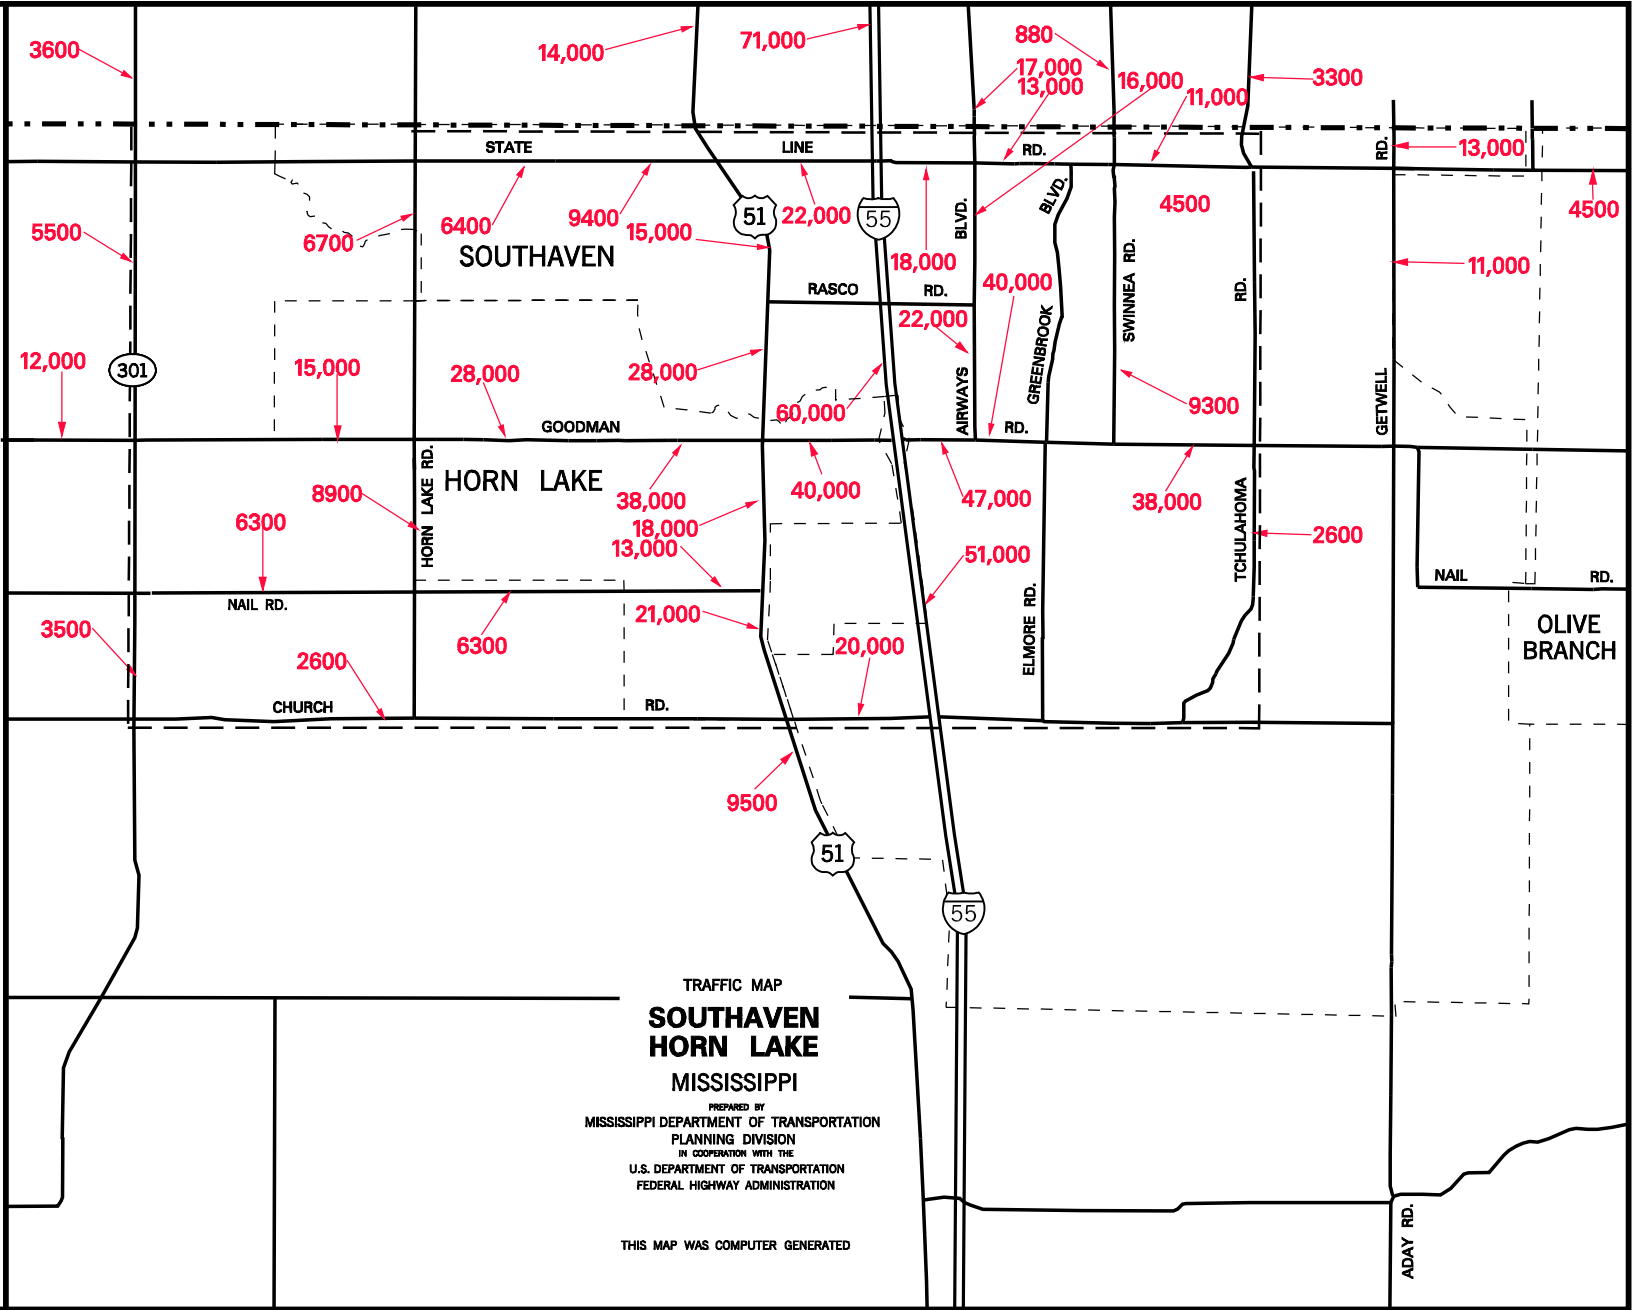 3600
14,000
71,000
880
17,000
13,000
16,000
11,000
3300
STATE LINE RD.
RD.
13,000
5500
6700
6400
9400
22,000
15,000
51
55
18,000
BLVD.
BLVD.
4500
4500
SOUTHAVEN
SWINNEA RD.
RD.
11,000
RASCO RD.
40,000
22,000
GREENBROOK
12,000
301
15,000
28,000
28,000
60,000
AIRWAYS
9300
GETWELL
GOODMAN RD.
HORN LAKE RD.
HORN LAKE
8900
6300
38,000
18,000
13,000
40,000
47,000
38,000
TCHULAHOMA
2600
51,000
NAIL RD.
NAIL RD.
3500
2600
6300
21,000
20,000
ELMORE RD.
OLIVE
BRANCH
CHURCH RD.
9500
51
55
TRAFFIC MAP
SOUTHAVEN
HORN LAKE
MISSISSIPPI
PREPARED BY
MISSISSIPPI DEPARTMENT OF TRANSPORTATION
PLANNING DIVISION
IN COOPERATION WITH THE
U.S. DEPARTMENT OF TRANSPORTATION
FEDERAL HIGHWAY ADMINISTRATION
THIS MAP WAS COMPUTER GENERATED
ADAY RD.